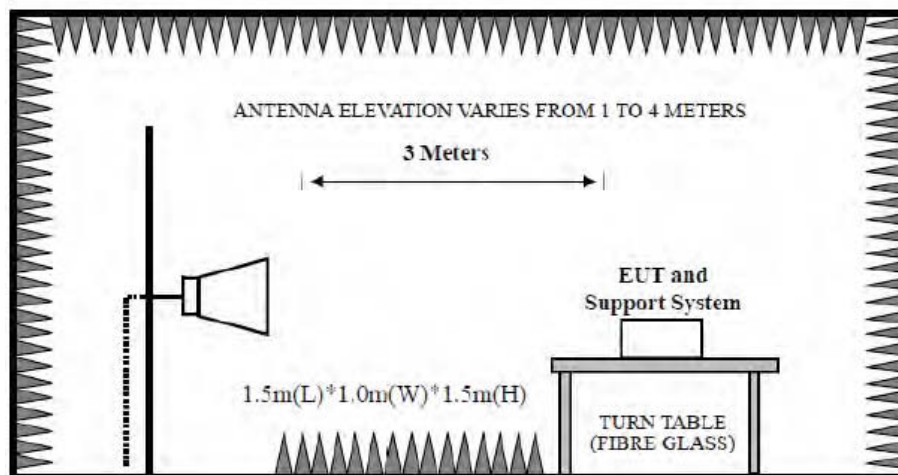 ANTENNA ELEVATION VARIES FROM 1 TO 4 METERS
3 Meters
EUT and
Support System
1.5m(L)*1.0m(W)*1.5m(H)
TURN TABLE
(FIBRE GLASS)